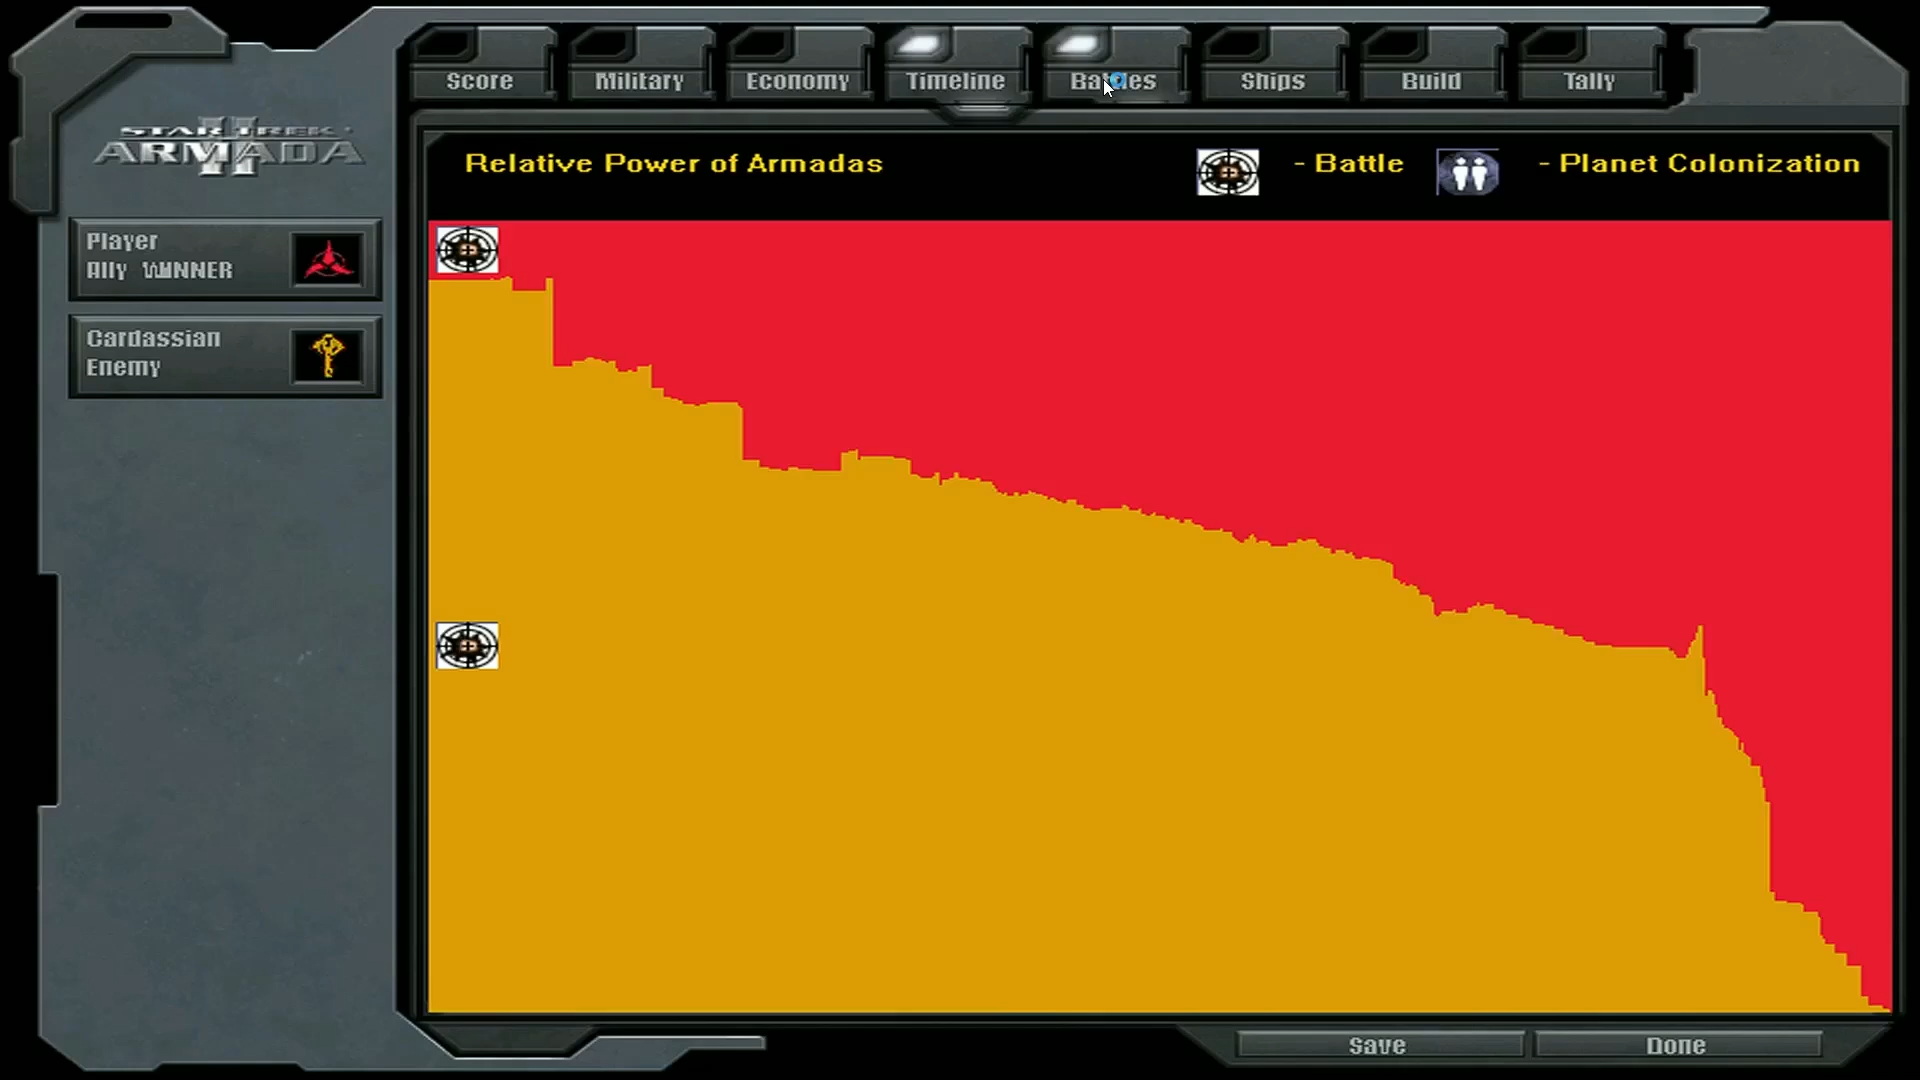 Score
Military
Economy
Timeline
Battles
Ships
Build
Tally
STAR TREK
ARMADA
II
Relative Power of Armadas
- Battle
- Planet Colonization
Player
Ally WINNER
Cardassian
Enemy
Save
Done